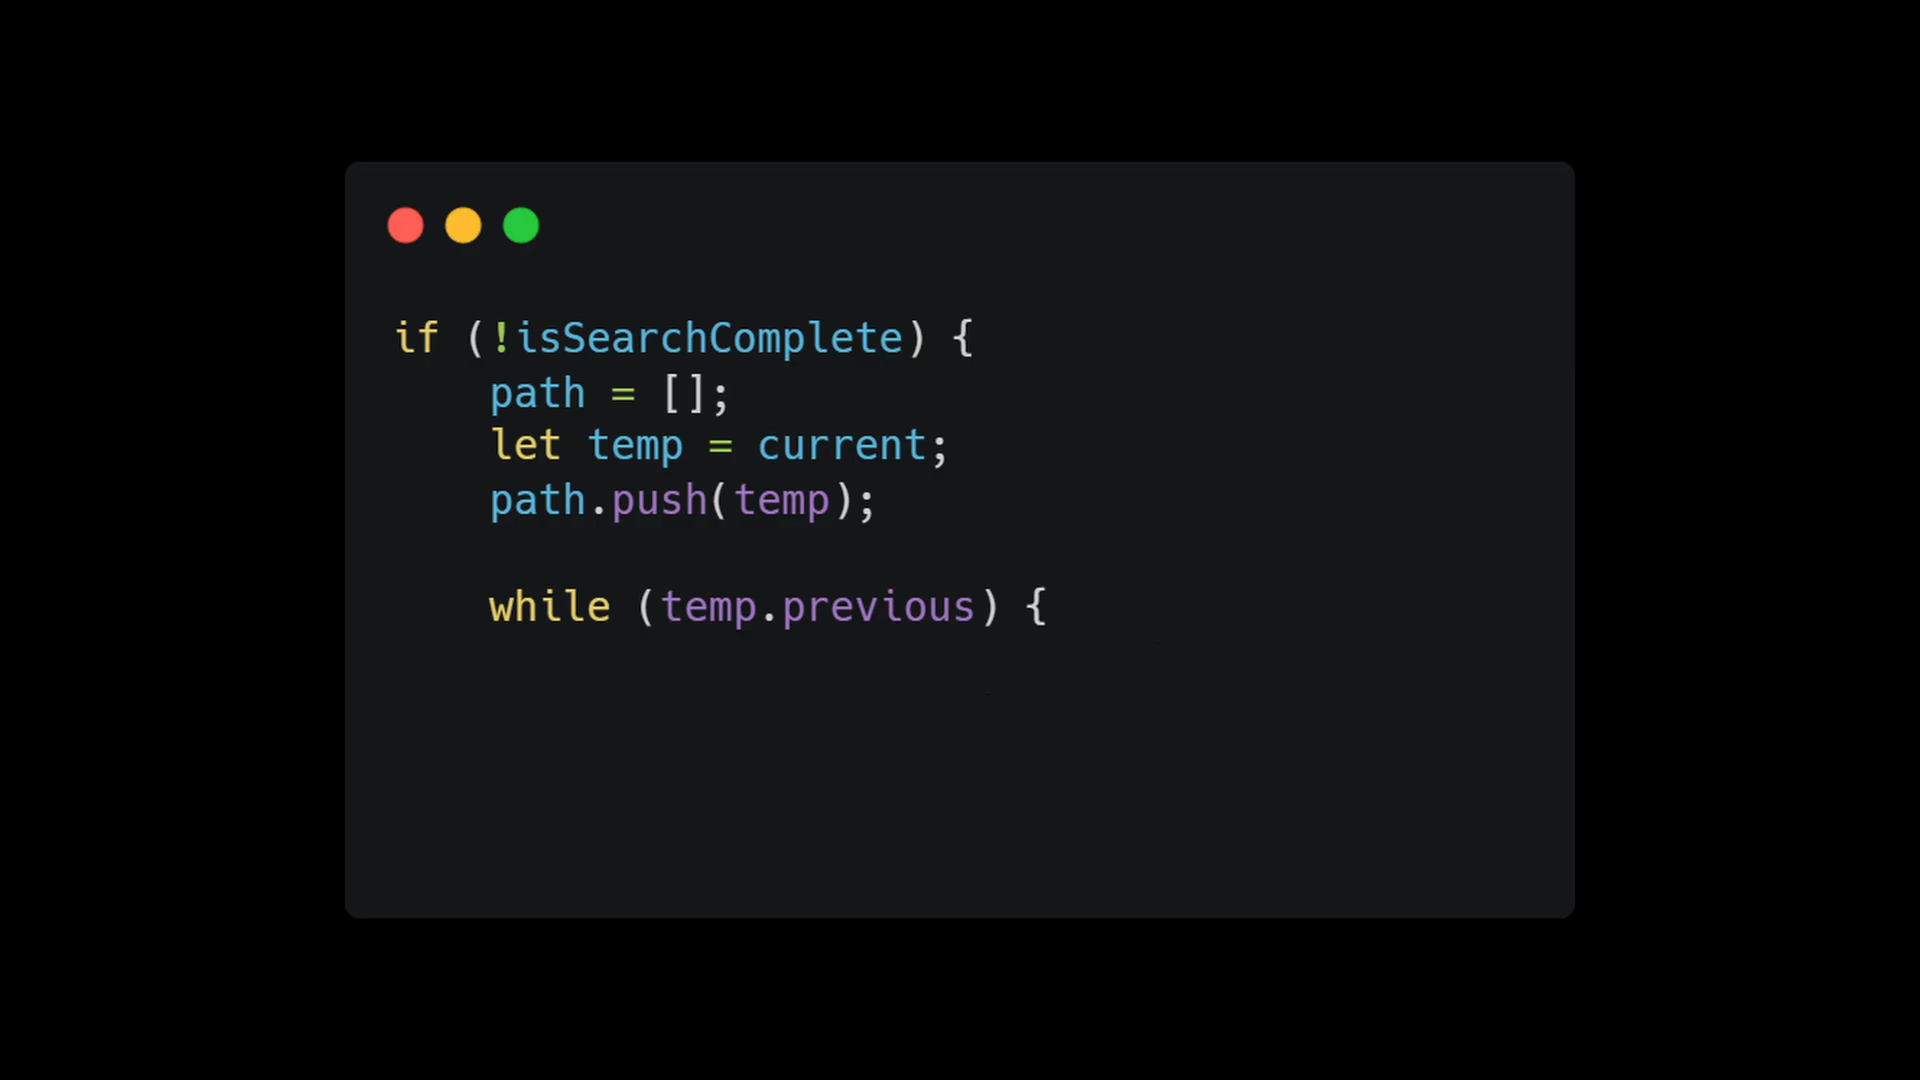 if (!isSearchComplete) {
path = [];
let temp = current;
path.push(temp);
while (temp.previous) {